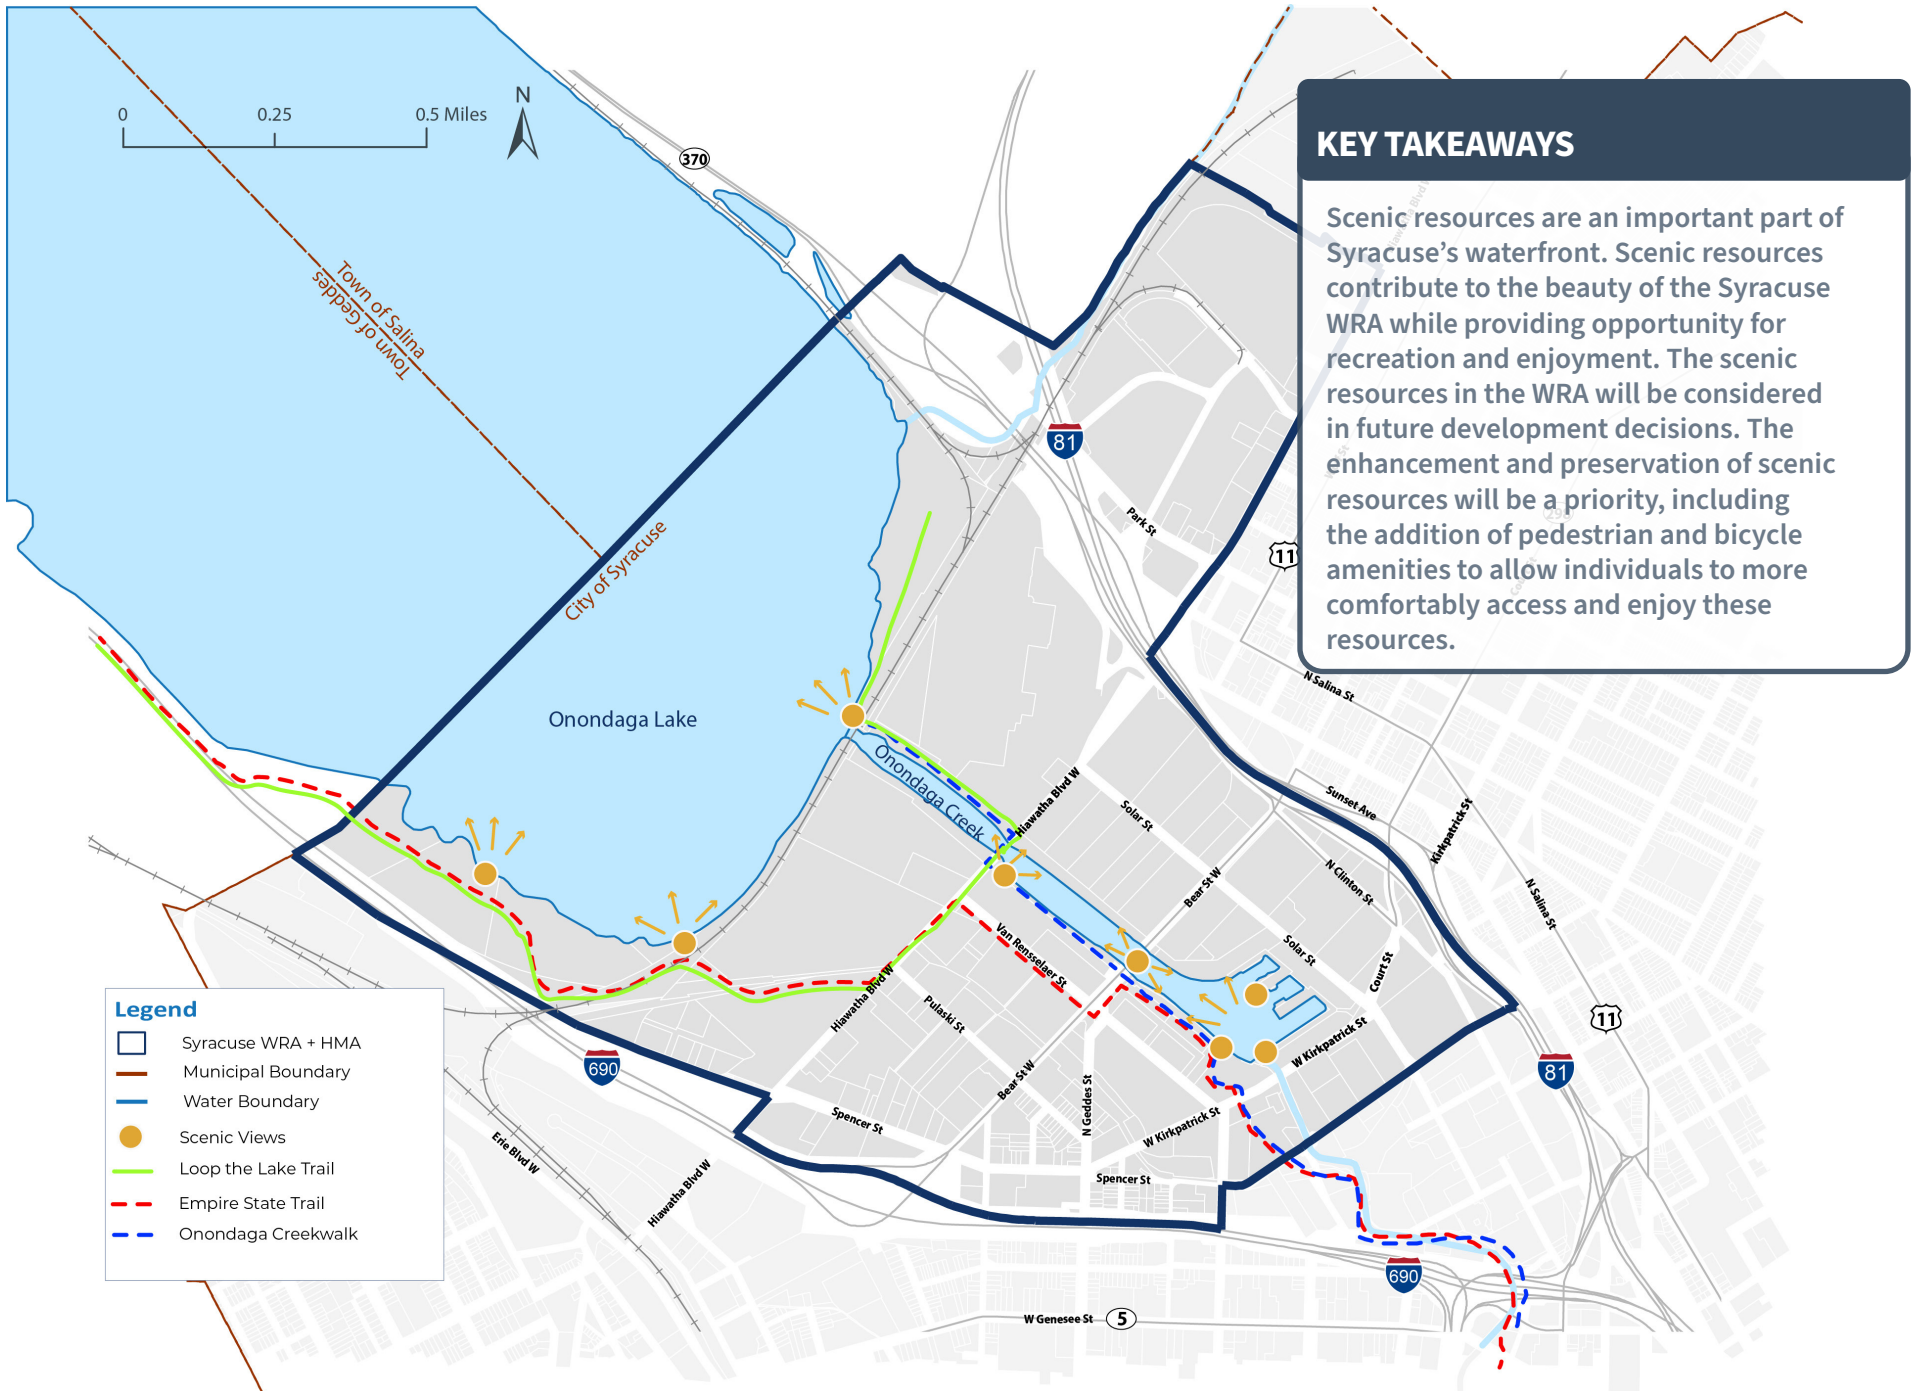 0
0.25
0.5 Miles
N
370
Town of Salina
Town of Geddes
City of Syracuse
Onondaga Lake
Onondaga Creek
81
11
Park St
KEY TAKEAWAYS
Scenic resources are an important part of
Syracuse’s waterfront. Scenic resources
contribute to the beauty of the Syracuse
WRA while providing opportunity for
recreation and enjoyment. The scenic
resources in the WRA will be considered
in future development decisions. The
enhancement and preservation of scenic
resources will be a priority, including
the addition of pedestrian and bicycle
amenities to allow individuals to more
comfortably access and enjoy these
resources.
N Salina St
Hiawatha Blvd W
Solar St
Sunset Ave
Kirkpatrick St
Bear St W
N Clinton St
N Salina St
Van Rensselaer St
Solar St
Court St
Hiawatha Blvd W
Pulaski St
W Kirkpatrick St
11
81
690
Bear St W
N Geddes St
Spencer St
W Kirkpatrick St
Erie Blvd W
Hiawatha Blvd W
Spencer St
690
W Genesee St
5
Legend
Syracuse WRA + HMA
Municipal Boundary
Water Boundary
Scenic Views
Loop the Lake Trail
Empire State Trail
Onondaga Creekwalk